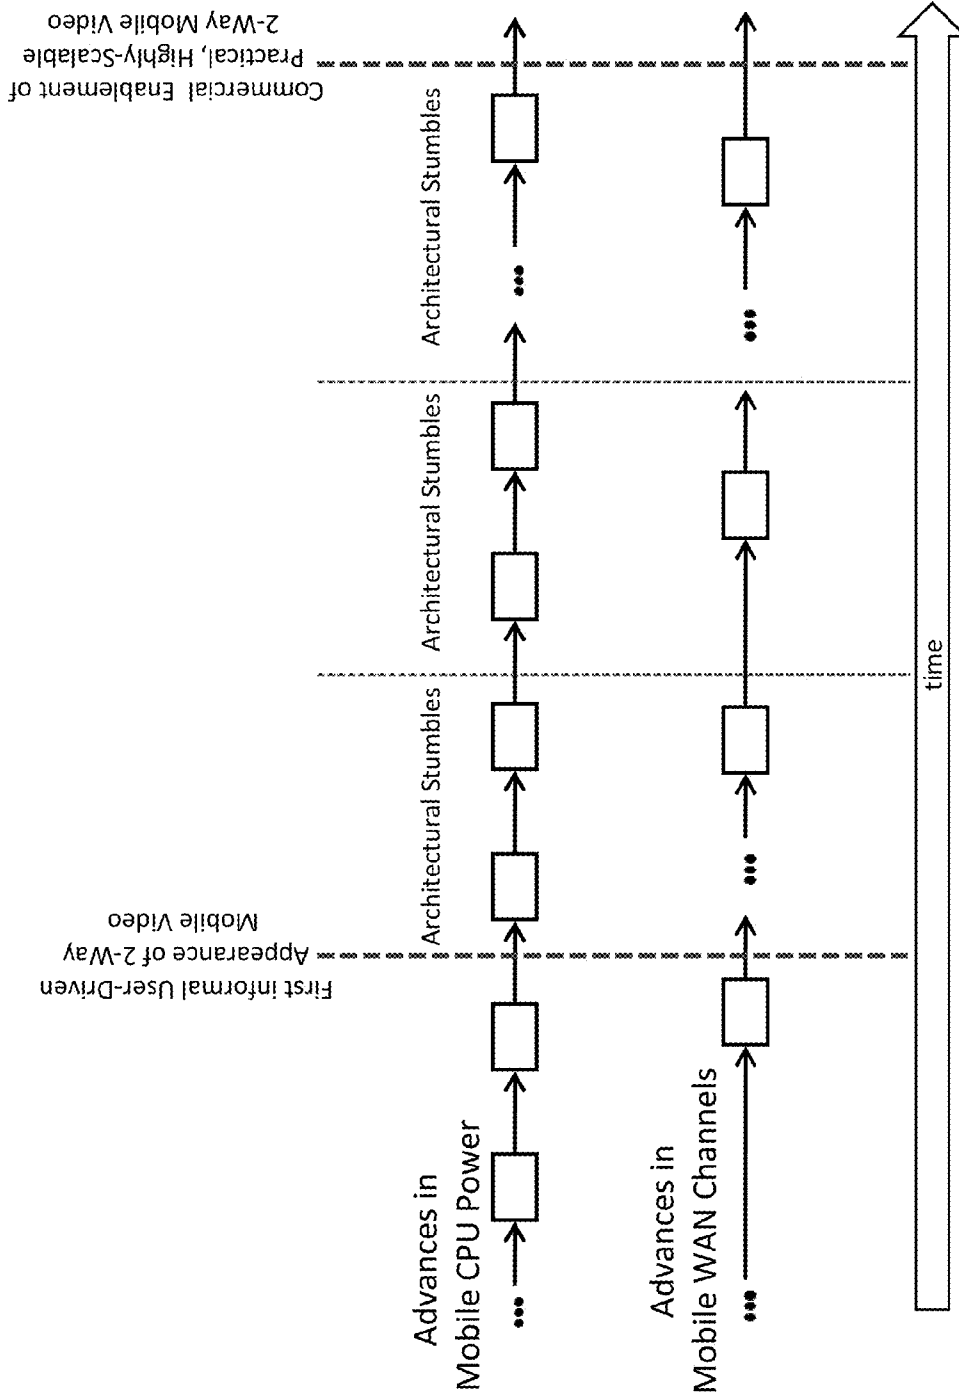 First informal User-Driven
Appearance of 2-Way
Mobile Video
Commercial Enablement of
Practical, Highly-Scalable
2-Way Mobile Video
Architectural Stumbles
Architectural Stumbles
Architectural Stumbles
Advances in
Mobile CPU Power
Advances in
Mobile WAN Channels
time